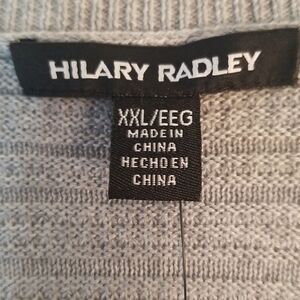 HILARY RADLEY
XXL/EEG
MADE IN
CHINA
HECHO EN
CHINA